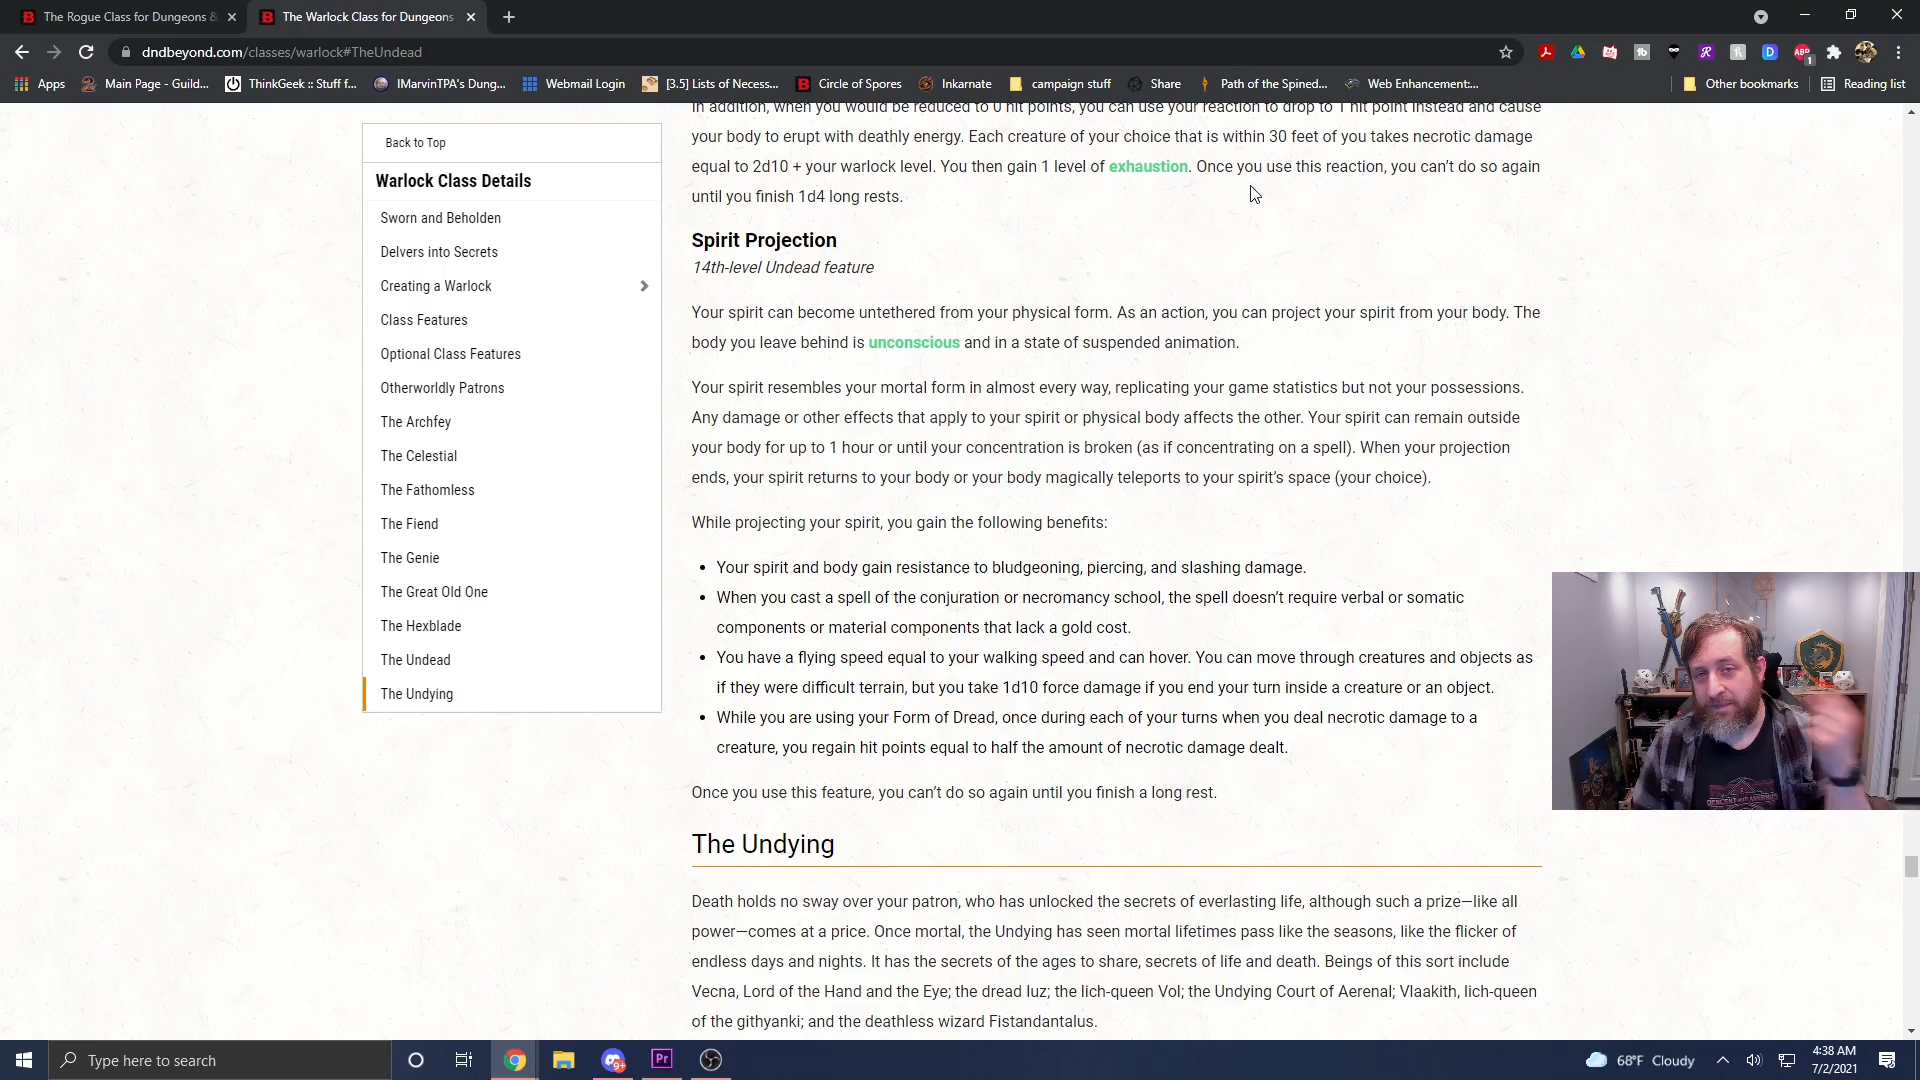 The Rogue Class for Dungeons &
The Warlock Class for Dungeons
dndbeyond.com/classes/warlock#TheUndead
Apps
Main Page - Guild...
ThinkGeek :: Stuff f...
IMarvinTPA's Dung...
Webmail Login
[3.5] Lists of Necess...
Circle of Spores
Inkarnate
campaign stuff
Share
Path of the Spined...
Web Enhancement:...
Other bookmarks
Reading list
Back to Top
Warlock Class Details
Sworn and Beholden
Delvers into Secrets
Creating a Warlock
Class Features
Optional Class Features
Otherworldly Patrons
The Archfey
The Celestial
The Fathomless
The Fiend
The Genie
The Great Old One
The Hexblade
The Undead
The Undying
In addition, when you would be reduced to 0 hit points, you can use your reaction to drop to 1 hit point instead and cause
your body to erupt with deathly energy. Each creature of your choice that is within 30 feet of you takes necrotic damage
equal to 2d10 + your warlock level. You then gain 1 level of exhaustion. Once you use this reaction, you can't do so again
until you finish 1d4 long rests.
Spirit Projection
14th-level Undead feature
Your spirit can become untethered from your physical form. As an action, you can project your spirit from your body. The
body you leave behind is unconscious and in a state of suspended animation.
Your spirit resembles your mortal form in almost every way, replicating your game statistics but not your possessions.
Any damage or other effects that apply to your spirit or physical body affects the other. Your spirit can remain outside
your body for up to 1 hour or until your concentration is broken (as if concentrating on a spell). When your projection
ends, your spirit returns to your body or your body magically teleports to your spirit's space (your choice).
While projecting your spirit, you gain the following benefits:
• Your spirit and body gain resistance to bludgeoning, piercing, and slashing damage.
• When you cast a spell of the conjuration or necromancy school, the spell doesn't require verbal or somatic
components or material components that lack a gold cost.
• You have a flying speed equal to your walking speed and can hover. You can move through creatures and objects as
if they were difficult terrain, but you take 1d10 force damage if you end your turn inside a creature or an object.
• While you are using your Form of Dread, once during each of your turns when you deal necrotic damage to a
creature, you regain hit points equal to half the amount of necrotic damage dealt.
Once you use this feature, you can't do so again until you finish a long rest.
The Undying
Death holds no sway over your patron, who has unlocked the secrets of everlasting life, although such a prize—like all
power—comes at a price. Once mortal, the Undying has seen mortal lifetimes pass like the seasons, like the flicker of
endless days and nights. It has the secrets of the ages to share, secrets of life and death. Beings of this sort include
Vecna, Lord of the Hand and the Eye; the dread Iuz; the lich-queen Vol; the Undying Court of Aerenal; Vlaakith, lich-queen
of the githyanki; and the deathless wizard Fistandantalus.
Type here to search
9+
Pr
68°F Cloudy
4:38 AM
7/2/2021